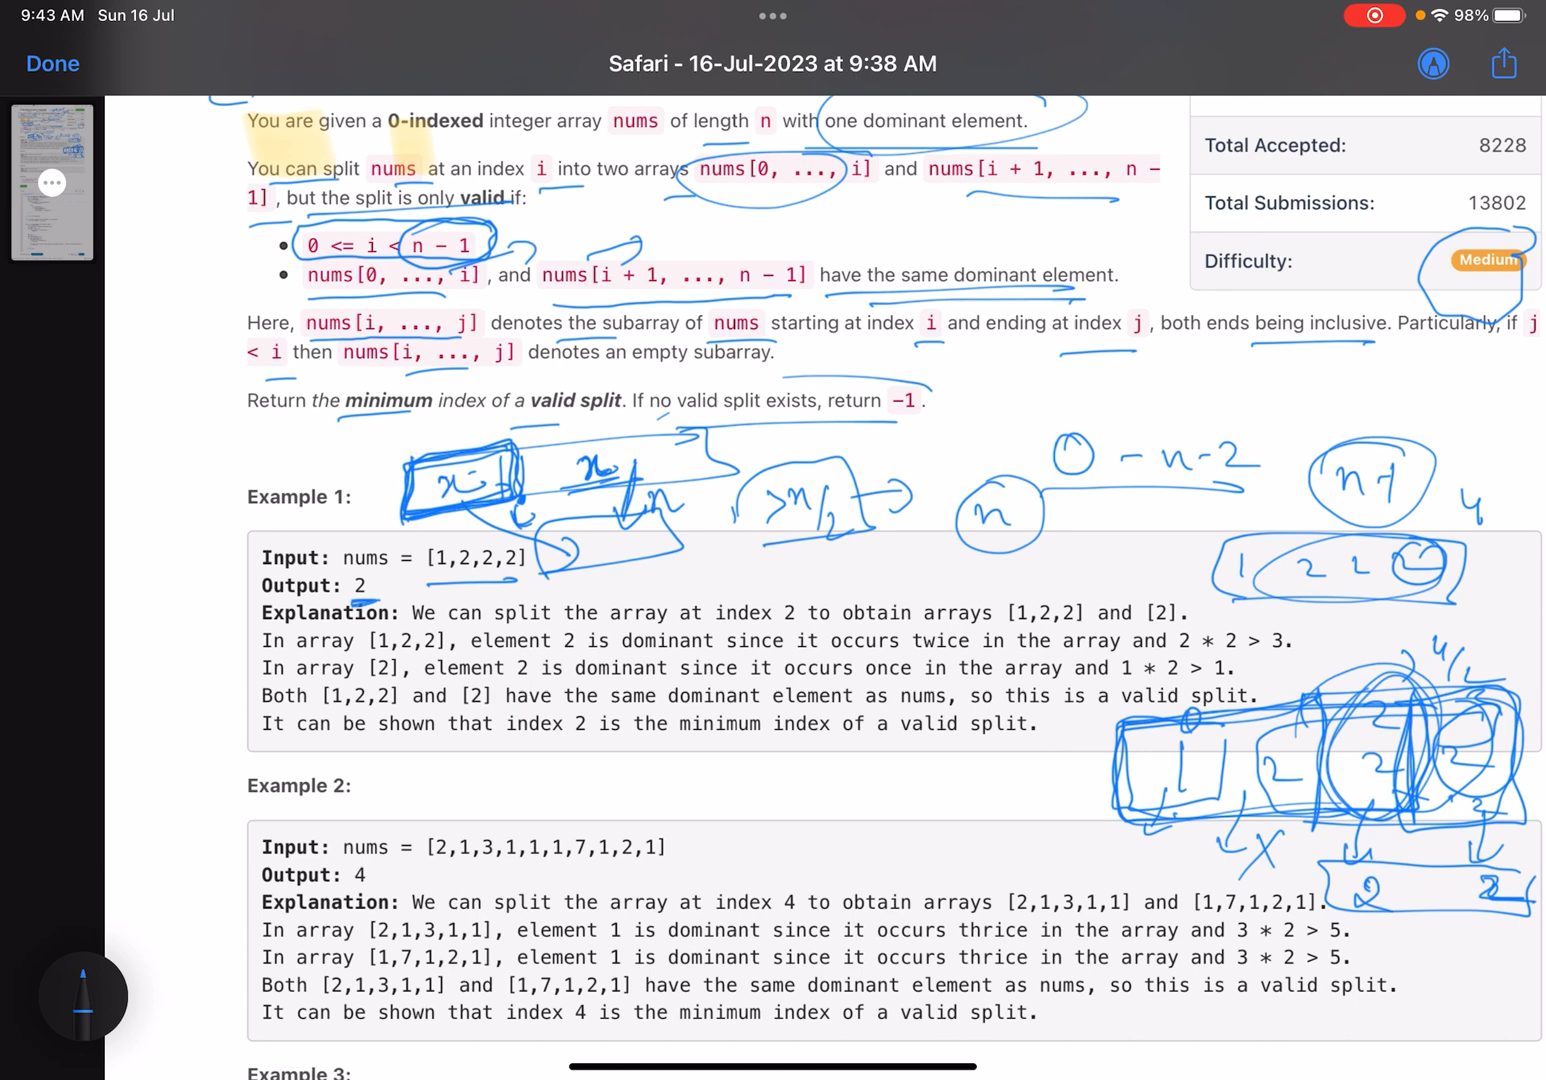 9:43 AM Sun 16 Jul
98%
Done
Safari - 16-Jul-2023 at 9:38 AM
You are given a 0-indexed integer array nums of length n with one dominant element.
You can split nums at an index i into two arrays nums[0, ..., i] and nums[i + 1, ..., n -
1] , but the split is only valid if:
• 0 <= i < n - 1
• nums[0, ..., i] , and nums[i + 1, ..., n - 1] have the same dominant element.
Here, nums[i, ..., j] denotes the subarray of nums starting at index i and ending at index j , both ends being inclusive. Particularly, if j
< i then nums[i, ..., j] denotes an empty subarray.
Return the minimum index of a valid split. If no valid split exists, return -1 .
Total Accepted: 8228
Total Submissions: 13802
Difficulty: Medium
>n/2
n
0 - n-2
4
Example 1:
1 2 2 2
Input: nums = [1,2,2,2]
Output: 2
Explanation: We can split the array at index 2 to obtain arrays [1,2,2] and [2].
In array [1,2,2], element 2 is dominant since it occurs twice in the array and 2 * 2 > 3.
In array [2], element 2 is dominant since it occurs once in the array and 1 * 2 > 1.
Both [1,2,2] and [2] have the same dominant element as nums, so this is a valid split.
It can be shown that index 2 is the minimum index of a valid split.
1 2 2 2
X
2 2
Example 2:
Input: nums = [2,1,3,1,1,1,7,1,2,1]
Output: 4
Explanation: We can split the array at index 4 to obtain arrays [2,1,3,1,1] and [1,7,1,2,1].
In array [2,1,3,1,1], element 1 is dominant since it occurs thrice in the array and 3 * 2 > 5.
In array [1,7,1,2,1], element 1 is dominant since it occurs thrice in the array and 3 * 2 > 5.
Both [2,1,3,1,1] and [1,7,1,2,1] have the same dominant element as nums, so this is a valid split.
It can be shown that index 4 is the minimum index of a valid split.
Example 3: